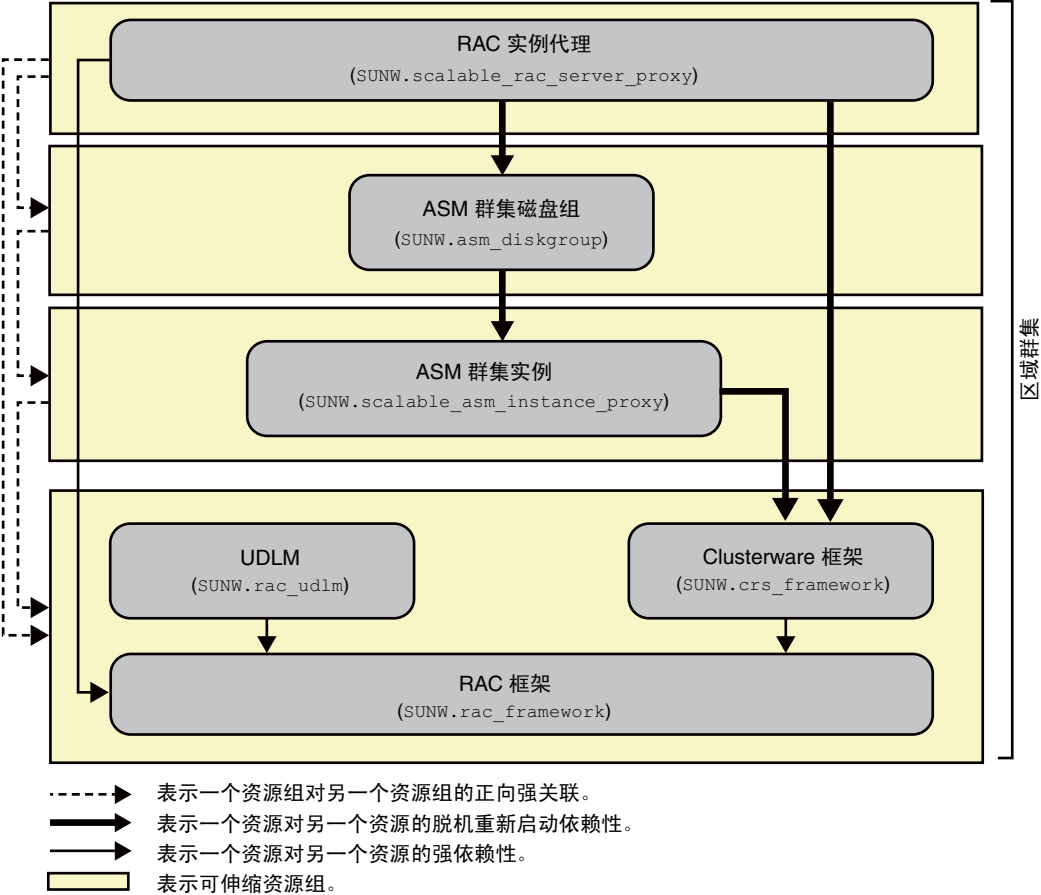 RAC 实例代理
(SUNW.scalable_rac_server_proxy)
ASM 群集磁盘组
(SUNW.asm_diskgroup)
ASM 群集实例
(SUNW.scalable_asm_instance_proxy)
区域群集
UDLM
(SUNW.rac_udlm)
Clusterware 框架
(SUNW.crs_framework)
RAC 框架
(SUNW.rac_framework)
表示一个资源组对另一个资源组的正向强关联。
表示一个资源对另一个资源的脱机重新启动依赖性。
表示一个资源对另一个资源的强依赖性。
表示可伸缩资源组。